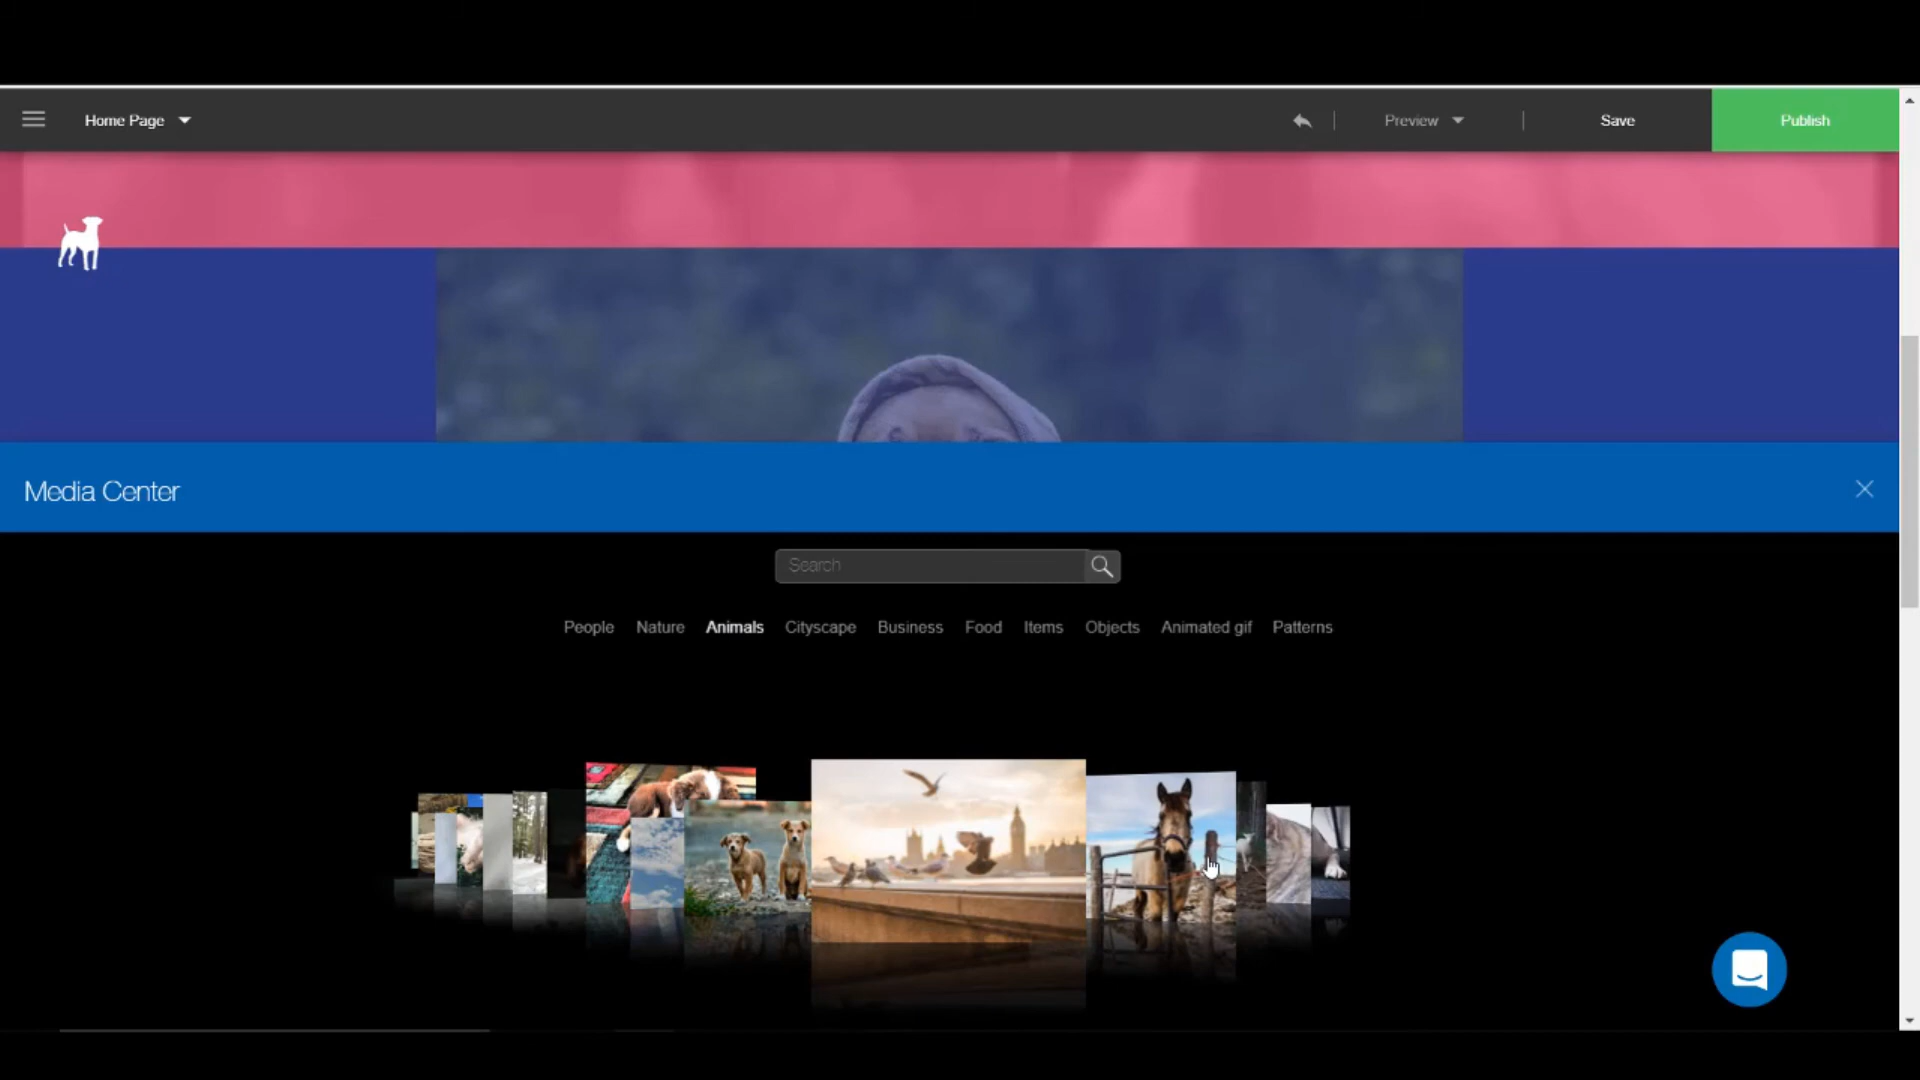 Home Page
Preview
Save
Publish
Media Center
Search
People Nature Animals Cityscape Business Food Items Objects Animated gif Patterns